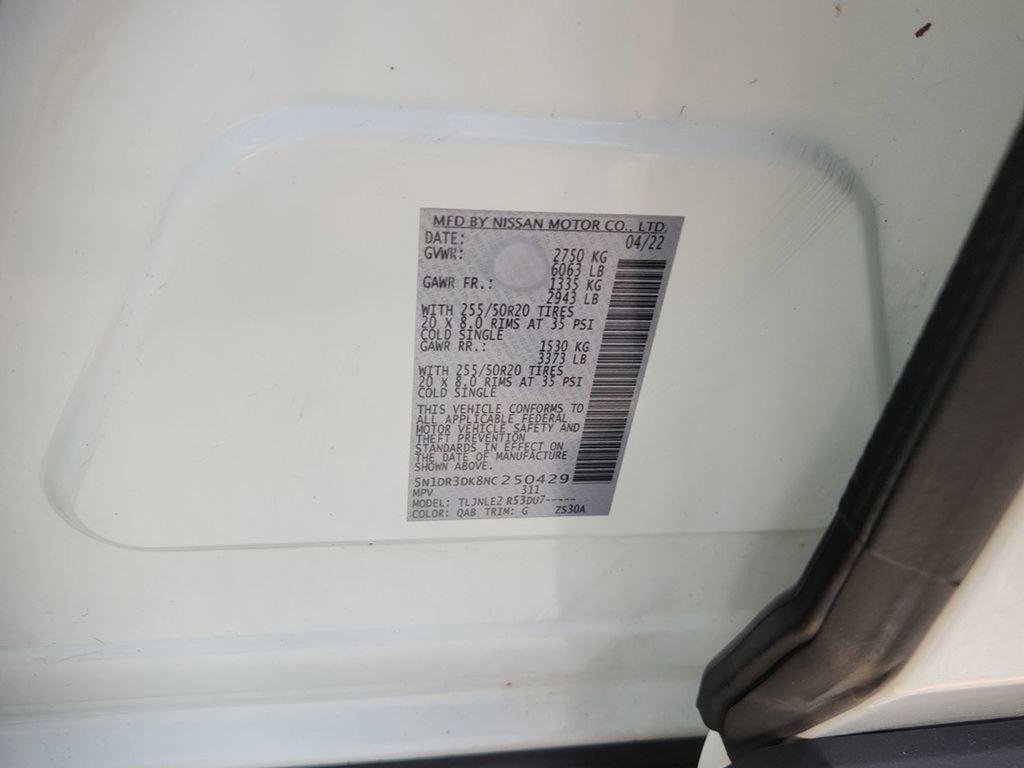 MFD BY NISSAN MOTOR CO., LTD.
DATE: 04/22
GVWR: 2750 KG
6063 LB
GAWR FR.: 1335 KG
2943 LB
WITH 255/50R20 TIRES
20 X 8.0 RIMS AT 35 PSI
COLD SINGLE
GAWR RR.: 1530 KG
3373 LB
WITH 255/50R20 TIRES
20 X 8.0 RIMS AT 35 PSI
COLD SINGLE
THIS VEHICLE CONFORMS TO
ALL APPLICABLE FEDERAL
MOTOR VEHICLE SAFETY AND
THEFT PREVENTION
STANDARDS IN EFFECT ON
THE DATE OF MANUFACTURE
SHOWN ABOVE.
5N1DR3DK8NC250429
MPV 311
MODEL: TLJNLE2 R53DU7-----
COLOR: QAB TRIM: G ZS30A